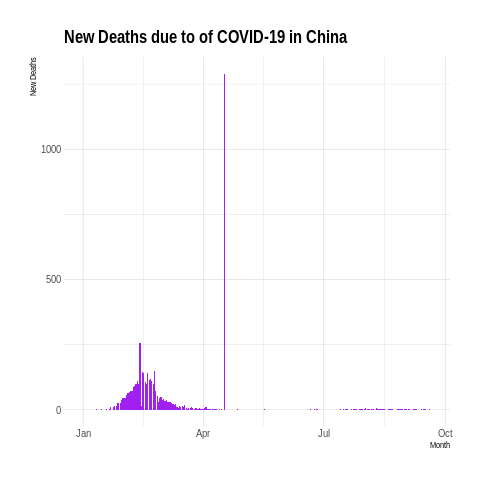 New Deaths due to of COVID-19 in China
New Deaths
1000
500
0
Jan Apr Jul Oct
Month